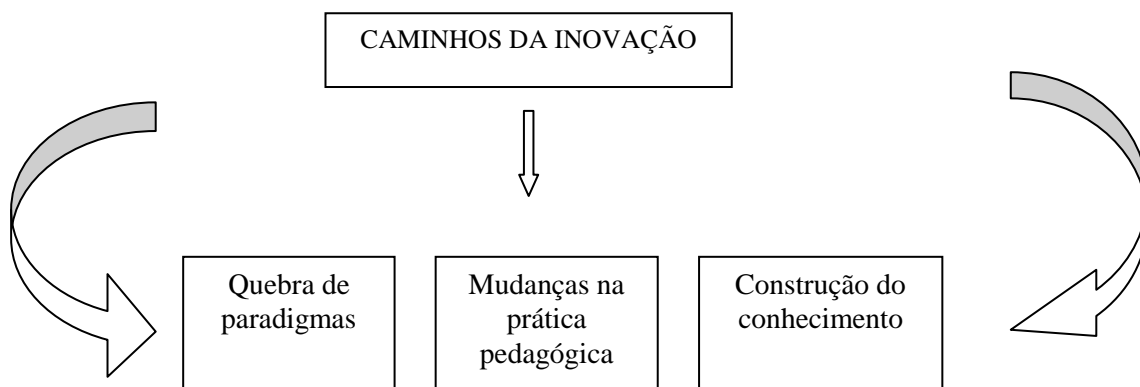 CAMINHOS DA INOVAÇÃO
Quebra de
paradigmas
Mudanças na
prática
pedagógica
Construção do
conhecimento